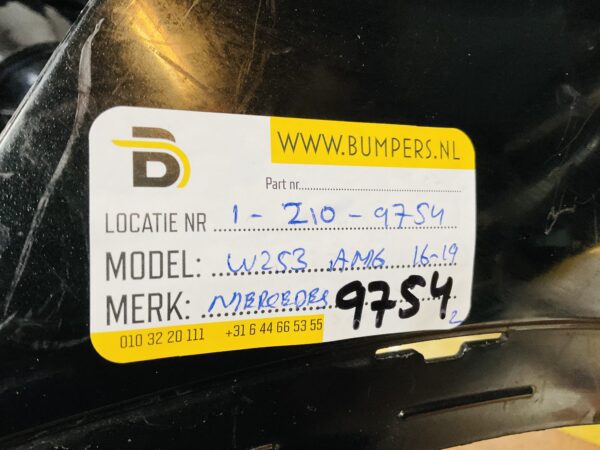 B
WWW.BUMPERS.NL
Part nr
LOCATIE NR 1 - Z10 - 9754
MODEL: W253 AMG 16-19
MERK: MERCEDES 9754 2
010 32 20 111 +31 6 44 66 53 55